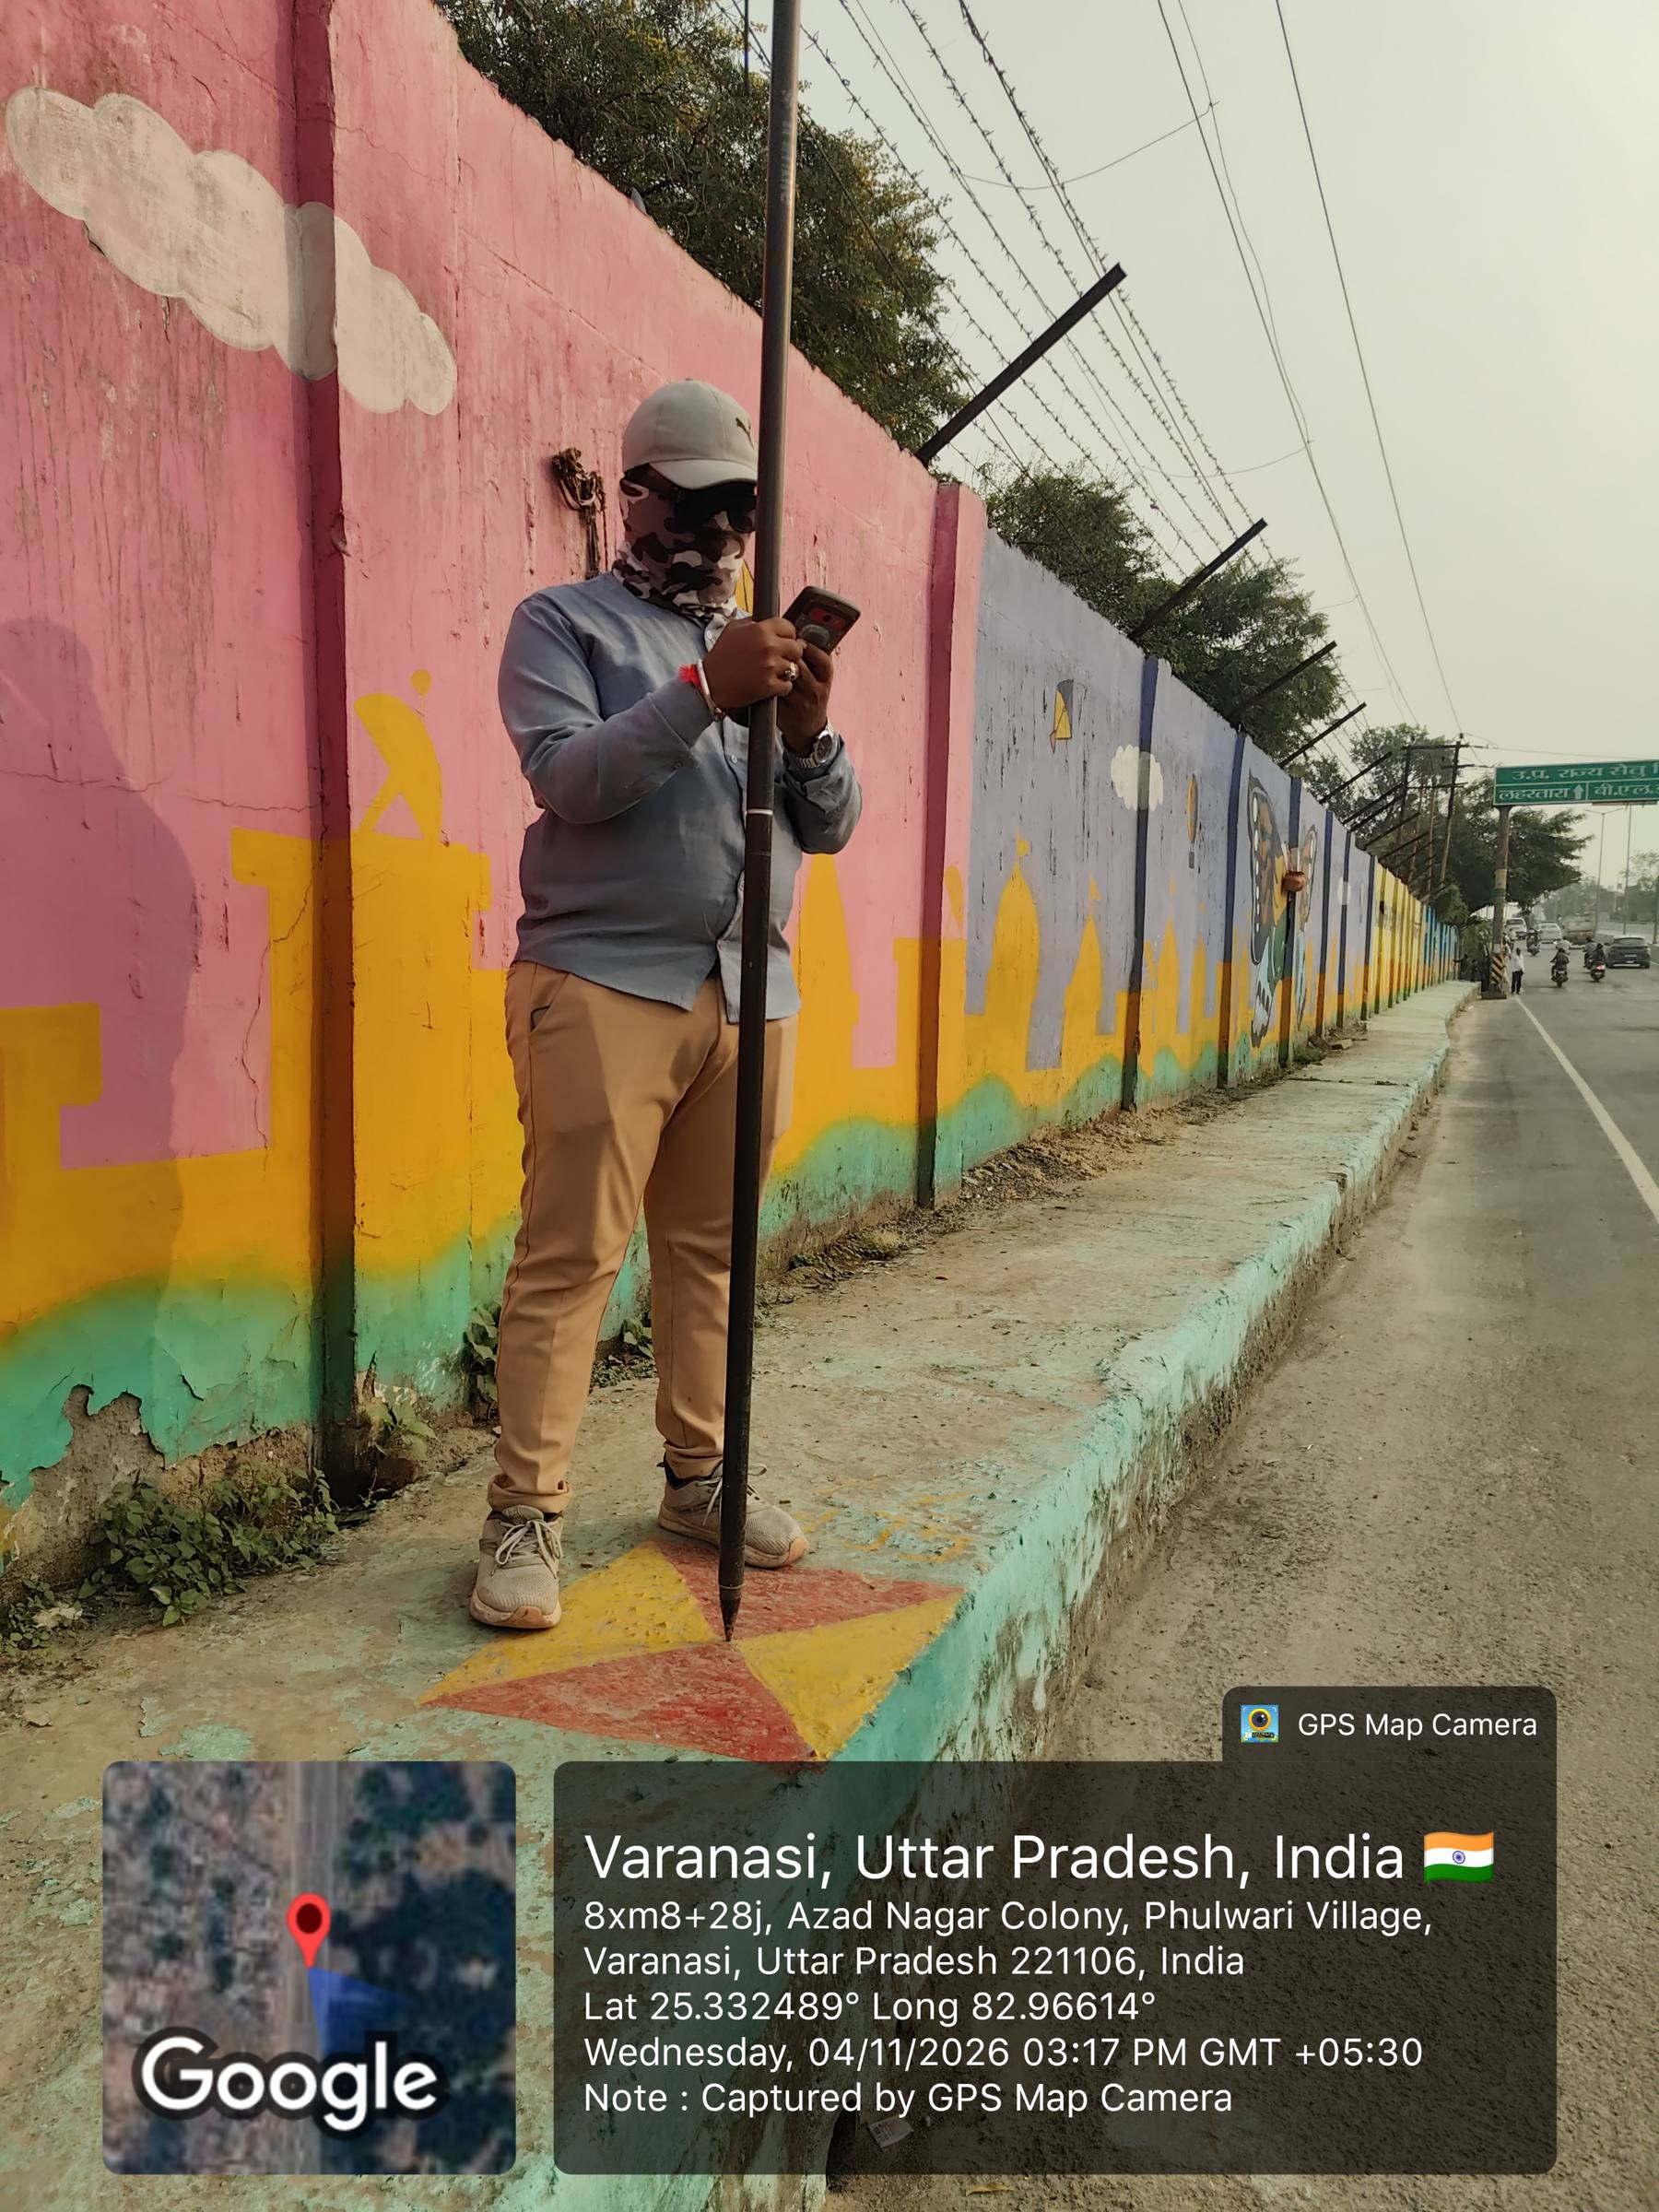 उ.प्र. राज्य सेतु
लहरतारा ↑ बी.एल.
GPS Map Camera
Varanasi, Uttar Pradesh, India
8xm8+28j, Azad Nagar Colony, Phulwari Village,
Varanasi, Uttar Pradesh 221106, India
Lat 25.332489° Long 82.96614°
Wednesday, 04/11/2026 03:17 PM GMT +05:30
Note : Captured by GPS Map Camera
Google